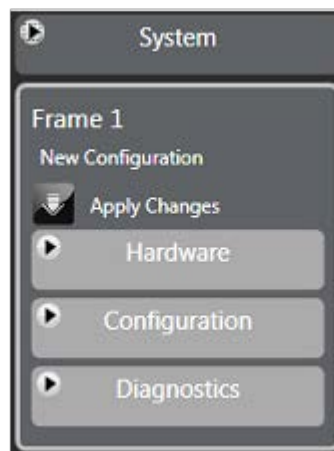 System
Frame 1
New Configuration
Apply Changes
Hardware
Configuration
Diagnostics